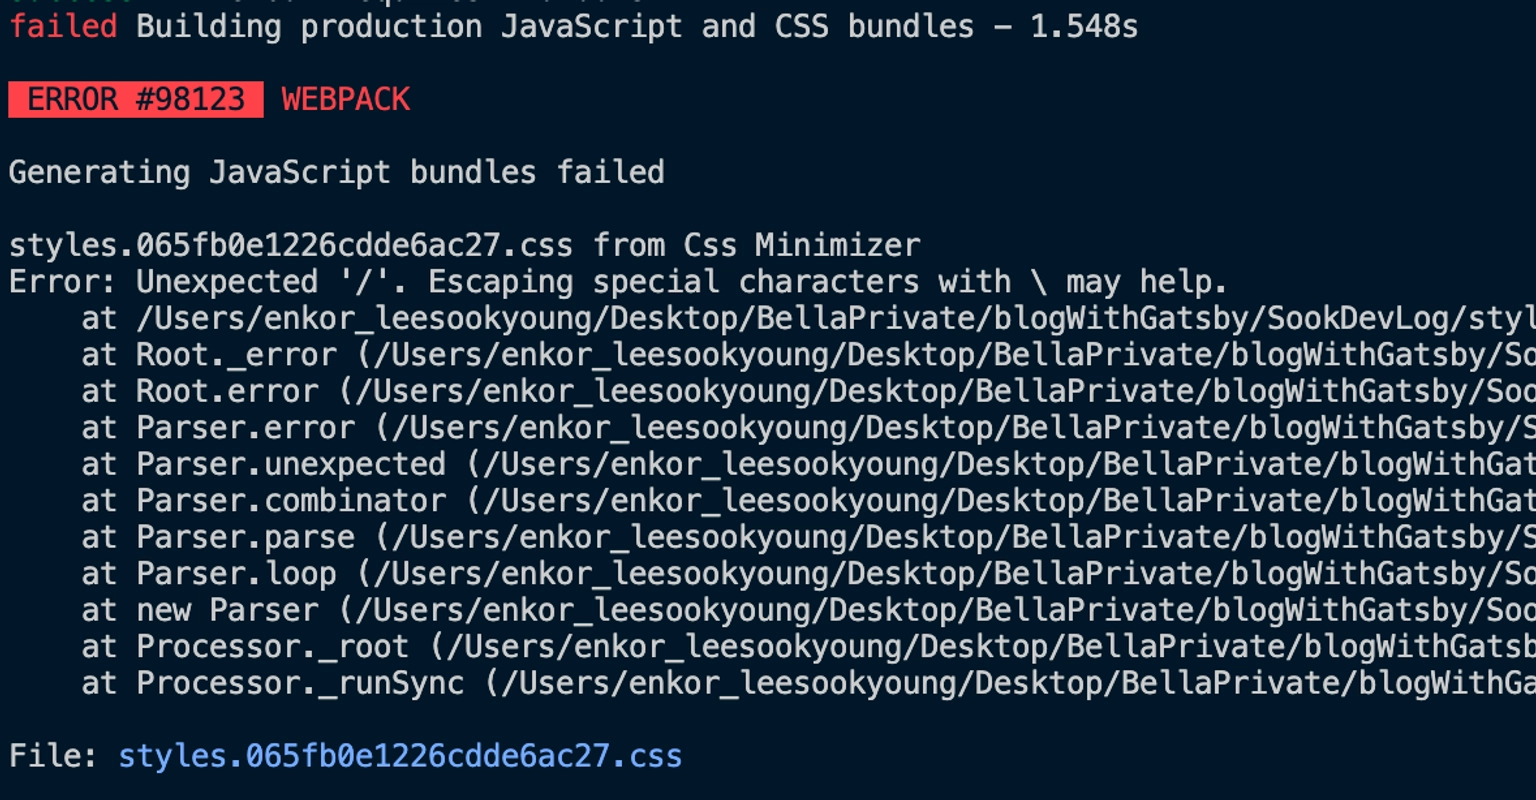 failed Building production JavaScript and CSS bundles - 1.548s
ERROR #98123 WEBPACK
Generating JavaScript bundles failed
styles.065fb0e1226cdde6ac27.css from Css Minimizer
Error: Unexpected '/'. Escaping special characters with \ may help.
at /Users/enkor_leesookyoung/Desktop/BellaPrivate/blogWithGatsby/SookDevLog/styl
at Root._error (/Users/enkor_leesookyoung/Desktop/BellaPrivate/blogWithGatsby/So
at Root.error (/Users/enkor_leesookyoung/Desktop/BellaPrivate/blogWithGatsby/Soo
at Parser.error (/Users/enkor_leesookyoung/Desktop/BellaPrivate/blogWithGatsby/S
at Parser.unexpected (/Users/enkor_leesookyoung/Desktop/BellaPrivate/blogWithGat
at Parser.combinator (/Users/enkor_leesookyoung/Desktop/BellaPrivate/blogWithGat
at Parser.parse (/Users/enkor_leesookyoung/Desktop/BellaPrivate/blogWithGatsby/S
at Parser.loop (/Users/enkor_leesookyoung/Desktop/BellaPrivate/blogWithGatsby/So
at new Parser (/Users/enkor_leesookyoung/Desktop/BellaPrivate/blogWithGatsby/Soo
at Processor._root (/Users/enkor_leesookyoung/Desktop/BellaPrivate/blogWithGatsb
at Processor._runSync (/Users/enkor_leesookyoung/Desktop/BellaPrivate/blogWithGa
File: styles.065fb0e1226cdde6ac27.css